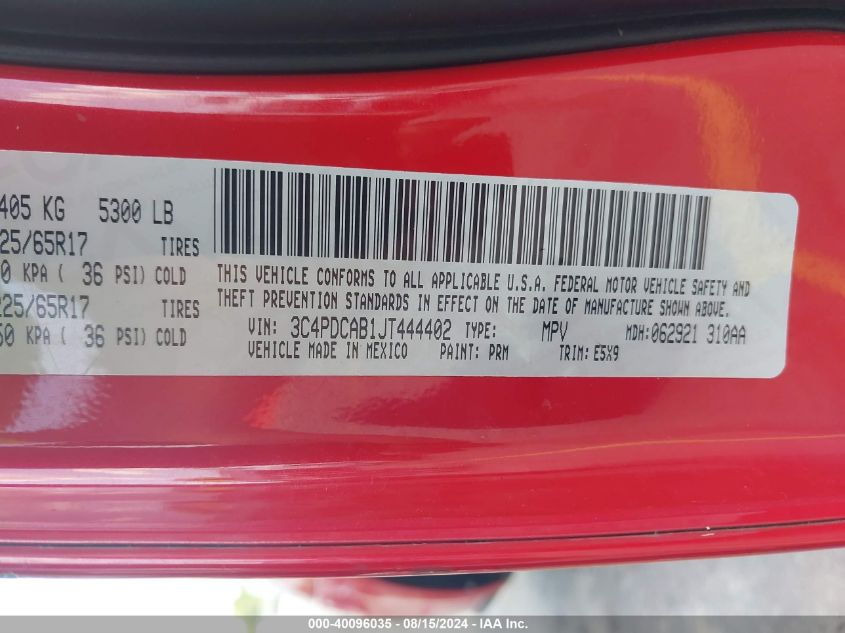 405 KG 5300 LB
25/65R17 TIRES
0 KPA ( 36 PSI) COLD
225/65R17 TIRES
50 KPA ( 36 PSI) COLD
THIS VEHICLE CONFORMS TO ALL APPLICABLE U.S.A. FEDERAL MOTOR VEHICLE SAFETY AND
THEFT PREVENTION STANDARDS IN EFFECT ON THE DATE OF MANUFACTURE SHOWN ABOVE.
VIN: 3C4PDCAB1JT444402 TYPE: MPV MDH:062921 310AA
VEHICLE MADE IN MEXICO PAINT: PRM TRIM: E5X9
000-40096035 - 08/15/2024 - IAA Inc.